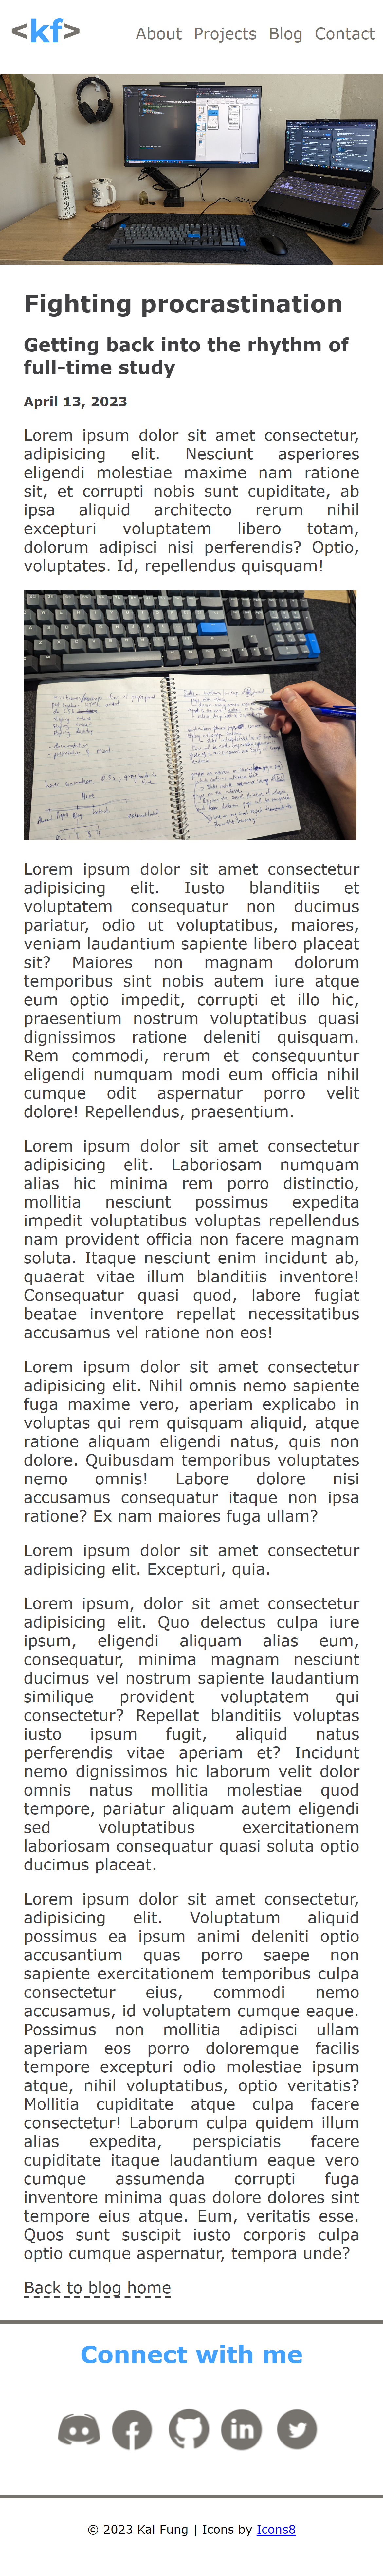 <kf>
About Projects Blog Contact
Fighting procrastination
Getting back into the rhythm of
full-time study
April 13, 2023
Lorem ipsum dolor sit amet consectetur,
adipisicing elit. Nesciunt asperiores
eligendi molestiae maxime nam ratione
sit, et corrupti nobis sunt cupiditate, ab
ipsa aliquid architecto rerum nihil
excepturi voluptatem libero totam,
dolorum adipisci nisi perferendis? Optio,
voluptates. Id, repellendus quisquam!
Lorem ipsum dolor sit amet consectetur
adipisicing elit. Iusto blanditiis et
voluptatem consequatur non ducimus
pariatur, odio ut voluptatibus, maiores,
veniam laudantium sapiente libero placeat
sit? Maiores non magnam dolorum
temporibus sint nobis autem iure atque
eum optio impedit, corrupti et illo hic,
praesentium nostrum voluptatibus quasi
dignissimos ratione deleniti quisquam.
Rem commodi, rerum et consequuntur
eligendi numquam modi eum officia nihil
cumque odit aspernatur porro velit
dolore! Repellendus, praesentium.
Lorem ipsum dolor sit amet consectetur
adipisicing elit. Laboriosam numquam
alias hic minima rem porro distinctio,
mollitia nesciunt possimus expedita
impedit voluptatibus voluptas repellendus
nam provident officia non facere magnam
soluta. Itaque nesciunt enim incidunt ab,
quaerat vitae illum blanditiis inventore!
Consequatur quasi quod, labore fugiat
beatae inventore repellat necessitatibus
accusamus vel ratione non eos!
Lorem ipsum dolor sit amet consectetur
adipisicing elit. Nihil omnis nemo sapiente
fuga maxime vero, aperiam explicabo in
voluptas qui rem quisquam aliquid, atque
ratione aliquam eligendi natus, quis non
dolore. Quibusdam temporibus voluptates
nemo omnis! Labore dolore nisi
accusamus consequatur itaque non ipsa
ratione? Ex nam maiores fuga ullam?
Lorem ipsum dolor sit amet consectetur
adipisicing elit. Excepturi, quia.
Lorem ipsum, dolor sit amet consectetur
adipisicing elit. Quo delectus culpa iure
ipsum, eligendi aliquam alias eum,
consequatur, minima magnam nesciunt
ducimus vel nostrum sapiente laudantium
similique provident voluptatem qui
consectetur? Repellat blanditiis voluptas
iusto ipsum fugit, aliquid natus
perferendis vitae aperiam et? Incidunt
nemo dignissimos hic laborum velit dolor
omnis natus mollitia molestiae quod
tempore, pariatur aliquam autem eligendi
sed voluptatibus exercitationem
laboriosam consequatur quasi soluta optio
ducimus placeat.
Lorem ipsum dolor sit amet consectetur,
adipisicing elit. Voluptatum aliquid
possimus ea ipsum animi deleniti optio
accusantium quas porro saepe non
sapiente exercitationem temporibus culpa
consectetur eius, commodi nemo
accusamus, id voluptatem cumque eaque.
Possimus non mollitia adipisci ullam
aperiam eos porro doloremque facilis
tempore excepturi odio molestiae ipsum
atque, nihil voluptatibus, optio veritatis?
Mollitia cupiditate atque culpa facere
consectetur! Laborum culpa quidem illum
alias expedita, perspiciatis facere
cupiditate itaque laudantium eaque vero
cumque assumenda corrupti fuga
inventore minima quas dolore dolores sint
tempore eius atque. Eum, veritatis esse.
Quos sunt suscipit iusto corporis culpa
optio cumque aspernatur, tempora unde?
Back to blog home
Connect with me
in
© 2023 Kal Fung | Icons by Icons8